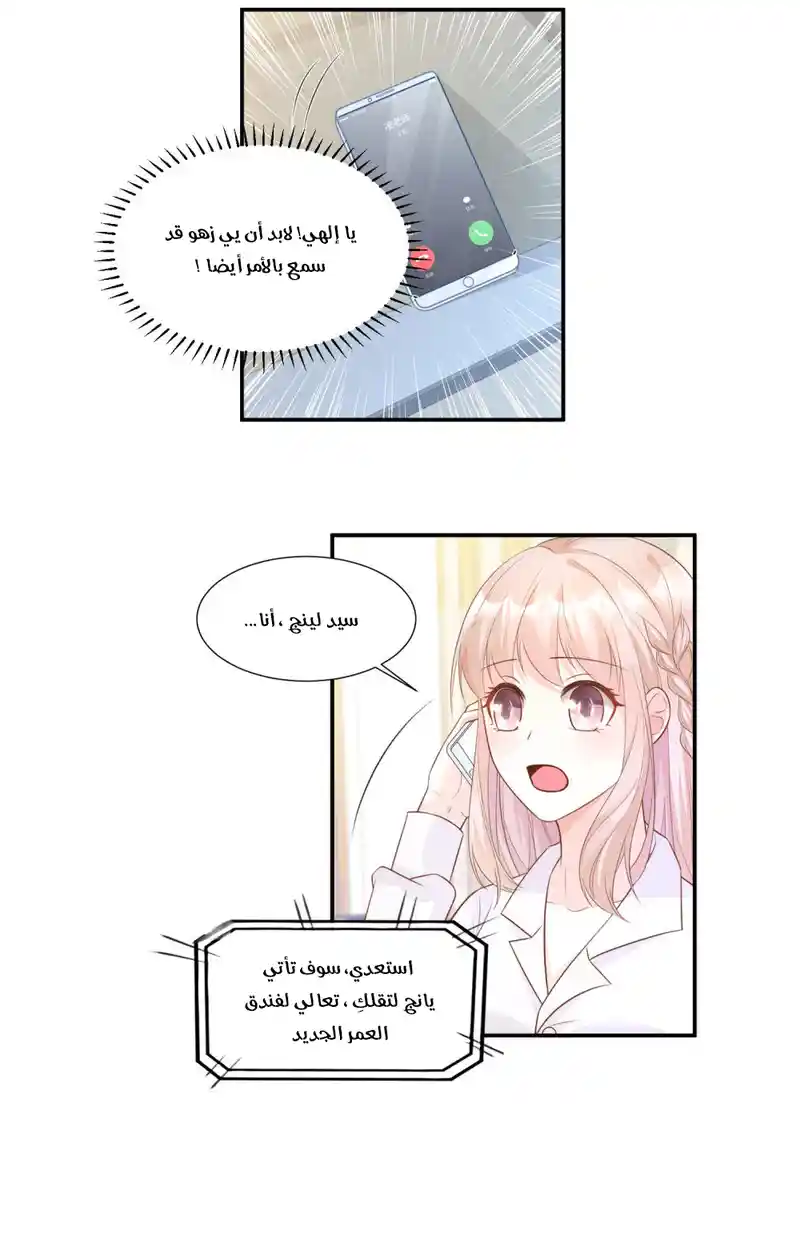 يا إلهي! لابد أن يي زهو قد
سمع بالأمر أيضا !
سيد لينج ، أنا ...
استعدي، سوف تأتي
يانج لتقلكِ ، تعالي لفندق
العمر الجديد